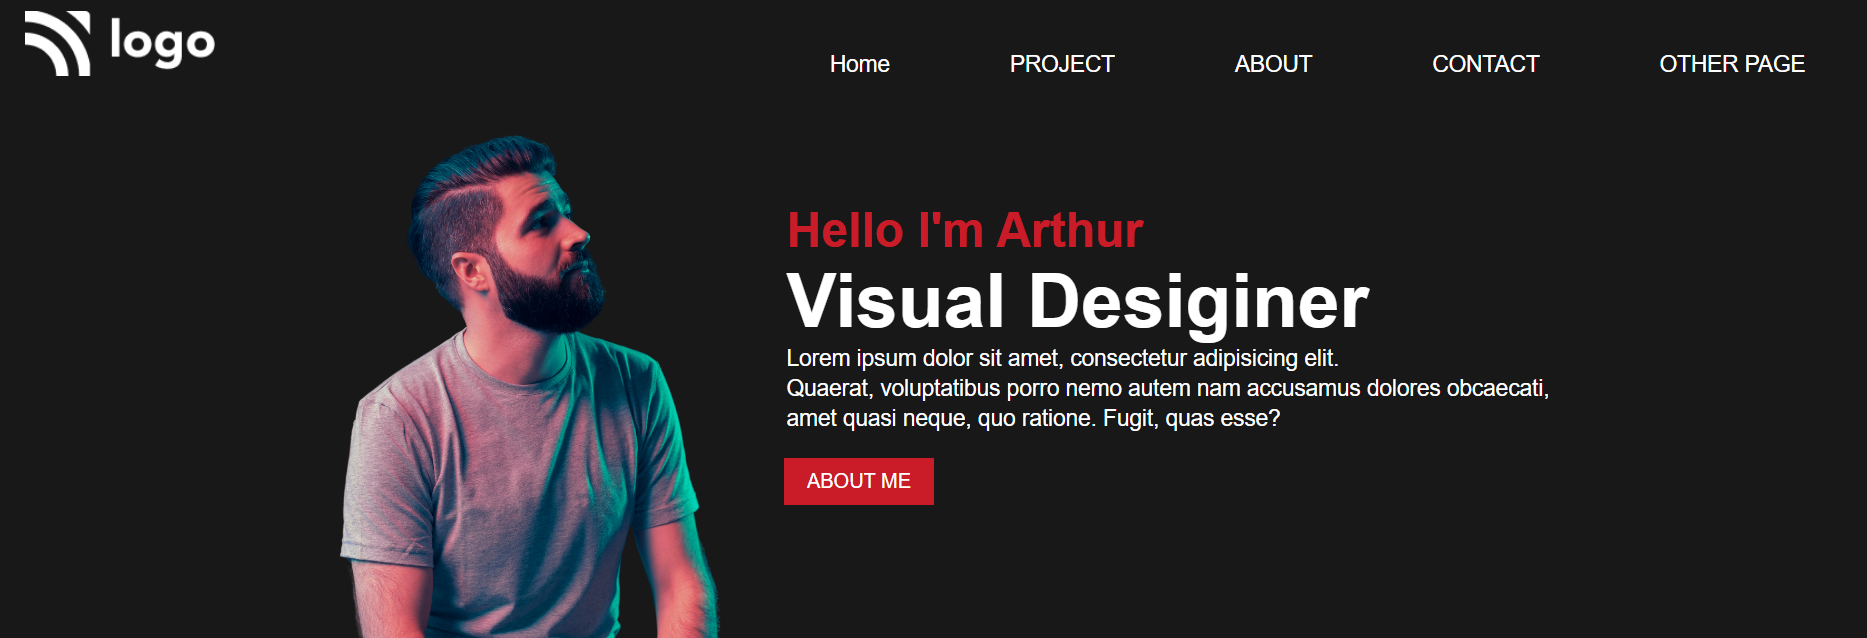 logo
Home PROJECT ABOUT CONTACT OTHER PAGE
Hello I'm Arthur
Visual Desiginer
Lorem ipsum dolor sit amet, consectetur adipisicing elit.
Quaerat, voluptatibus porro nemo autem nam accusamus dolores obcaecati,
amet quasi neque, quo ratione. Fugit, quas esse?
ABOUT ME